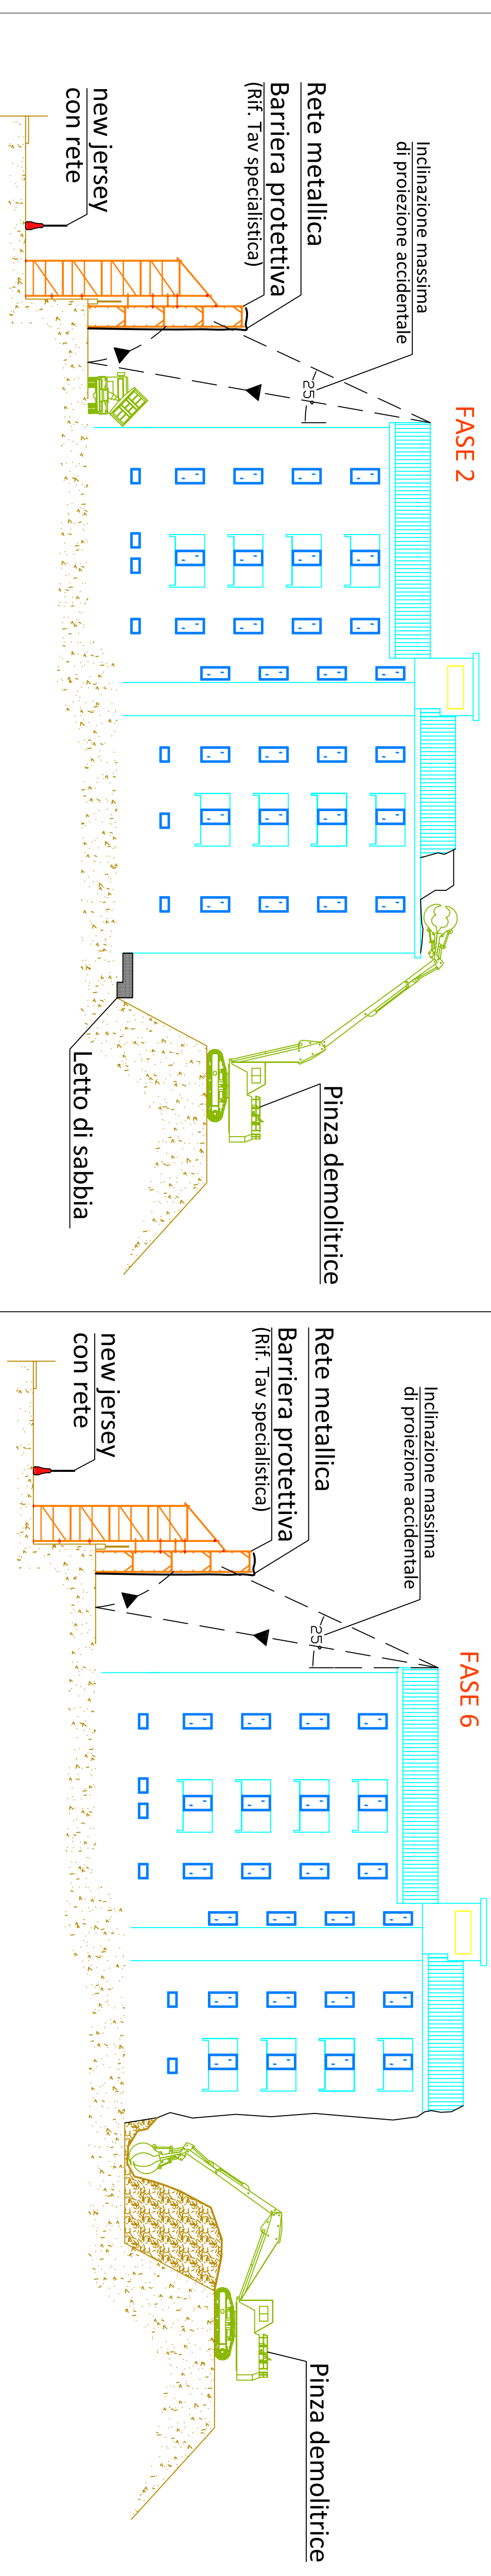 FASE 2
Inclinazione massima
di proiezione accidentale
Rete metallica
Barriera protettiva
(Rif. Tav specialistica)
new jersey
con rete
25°
Pinza demolitrice
Letto di sabbia
FASE 6
Inclinazione massima
di proiezione accidentale
Rete metallica
Barriera protettiva
(Rif. Tav specialistica)
new jersey
con rete
25°
Pinza demolitrice